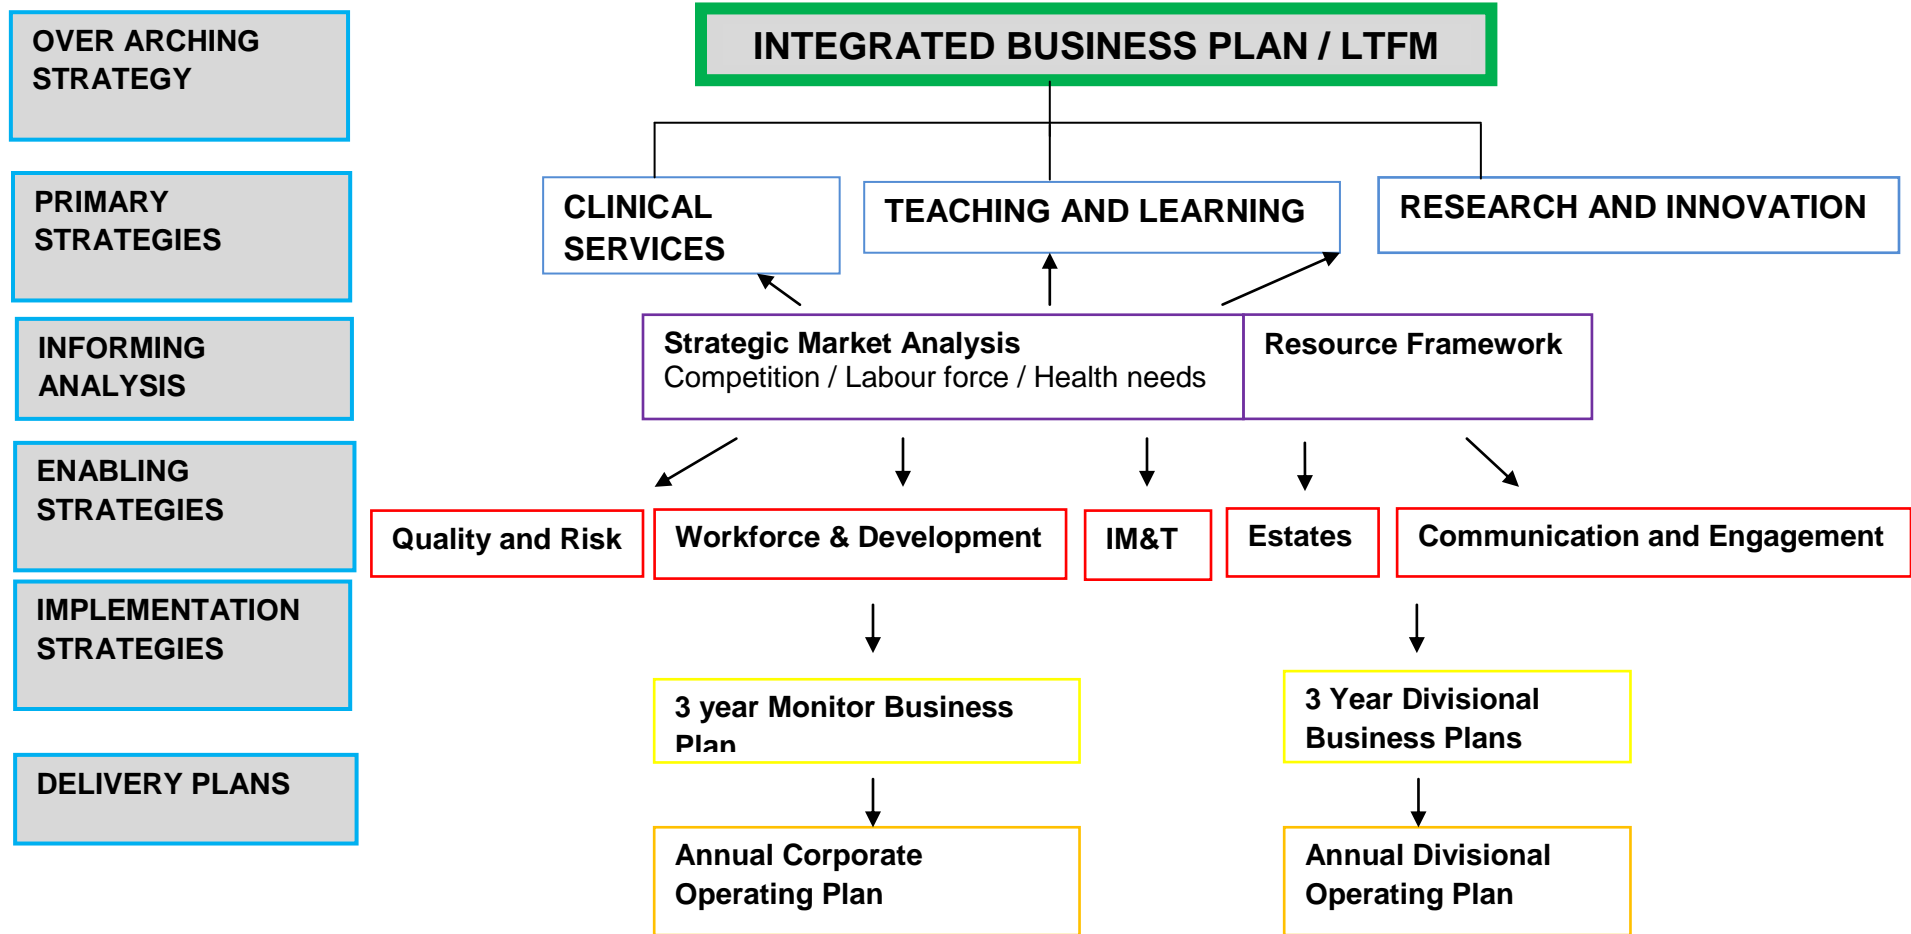 OVER ARCHING
STRATEGY
INTEGRATED BUSINESS PLAN / LTFM
PRIMARY
STRATEGIES
CLINICAL
SERVICES
TEACHING AND LEARNING
RESEARCH AND INNOVATION
INFORMING
ANALYSIS
Strategic Market Analysis
Competition / Labour force / Health needs
Resource Framework
ENABLING
STRATEGIES
Quality and Risk
Workforce & Development
IM&T
Estates
Communication and Engagement
IMPLEMENTATION
STRATEGIES
3 year Monitor Business
Plan
3 Year Divisional
Business Plans
DELIVERY PLANS
Annual Corporate
Operating Plan
Annual Divisional
Operating Plan